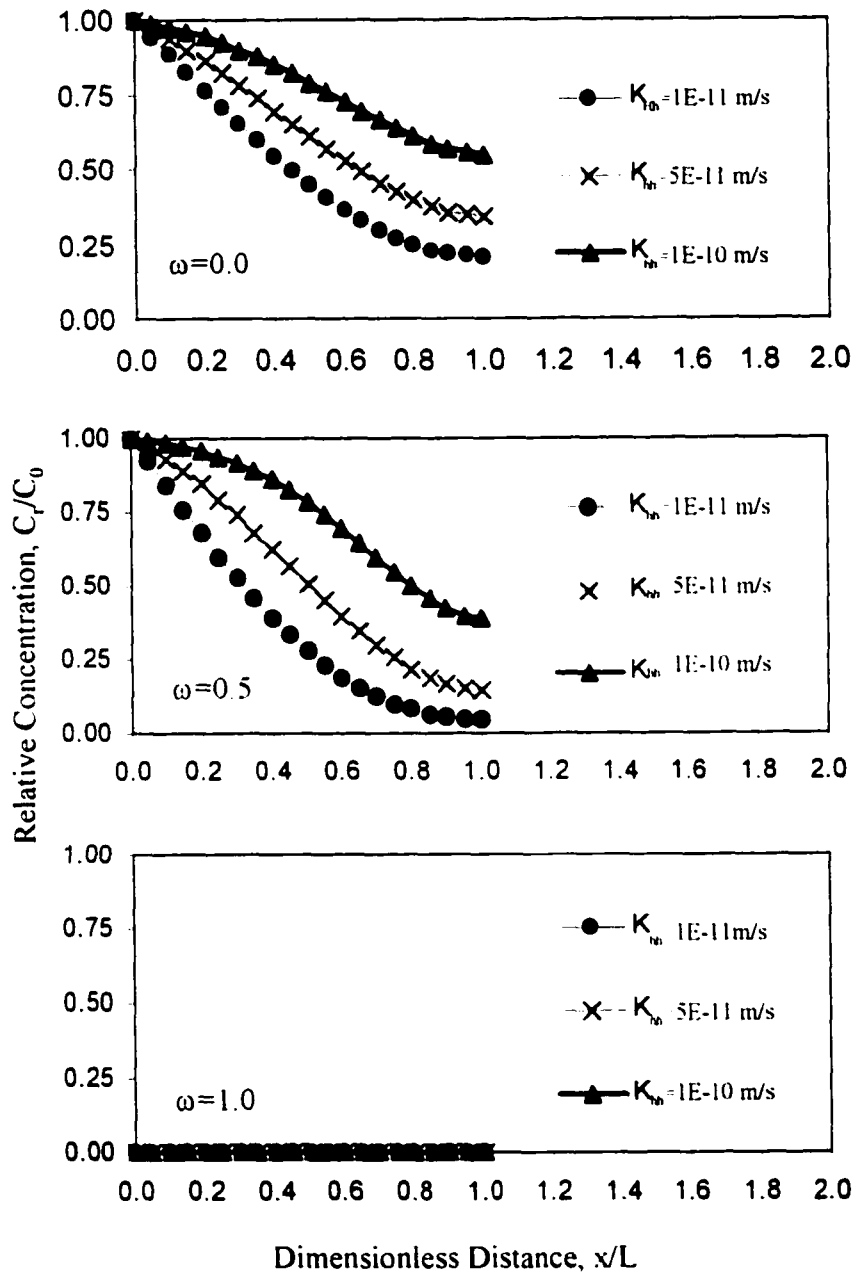 1.00
0.75
0.50
0.25
0.00
K_hh=1E-11 m/s
K_hh 5E-11 m/s
K_hh=1E-10 m/s
ω=0.0
0.0 0.2 0.4 0.6 0.8 1.0 1.2 1.4 1.6 1.8 2.0
Relative Concentration, C_r/C_0
1.00
0.75
0.50
0.25
0.00
K_hh 1E-11 m/s
K_hh 5E-11 m/s
K_hh 1E-10 m/s
ω=0.5
0.0 0.2 0.4 0.6 0.8 1.0 1.2 1.4 1.6 1.8 2.0
1.00
0.75
0.50
0.25
0.00
K_hh 1E-11m/s
K_hh 5E-11 m/s
K_hh=1E-10 m/s
ω=1.0
0.0 0.2 0.4 0.6 0.8 1.0 1.2 1.4 1.6 1.8 2.0
Dimensionless Distance, x/L